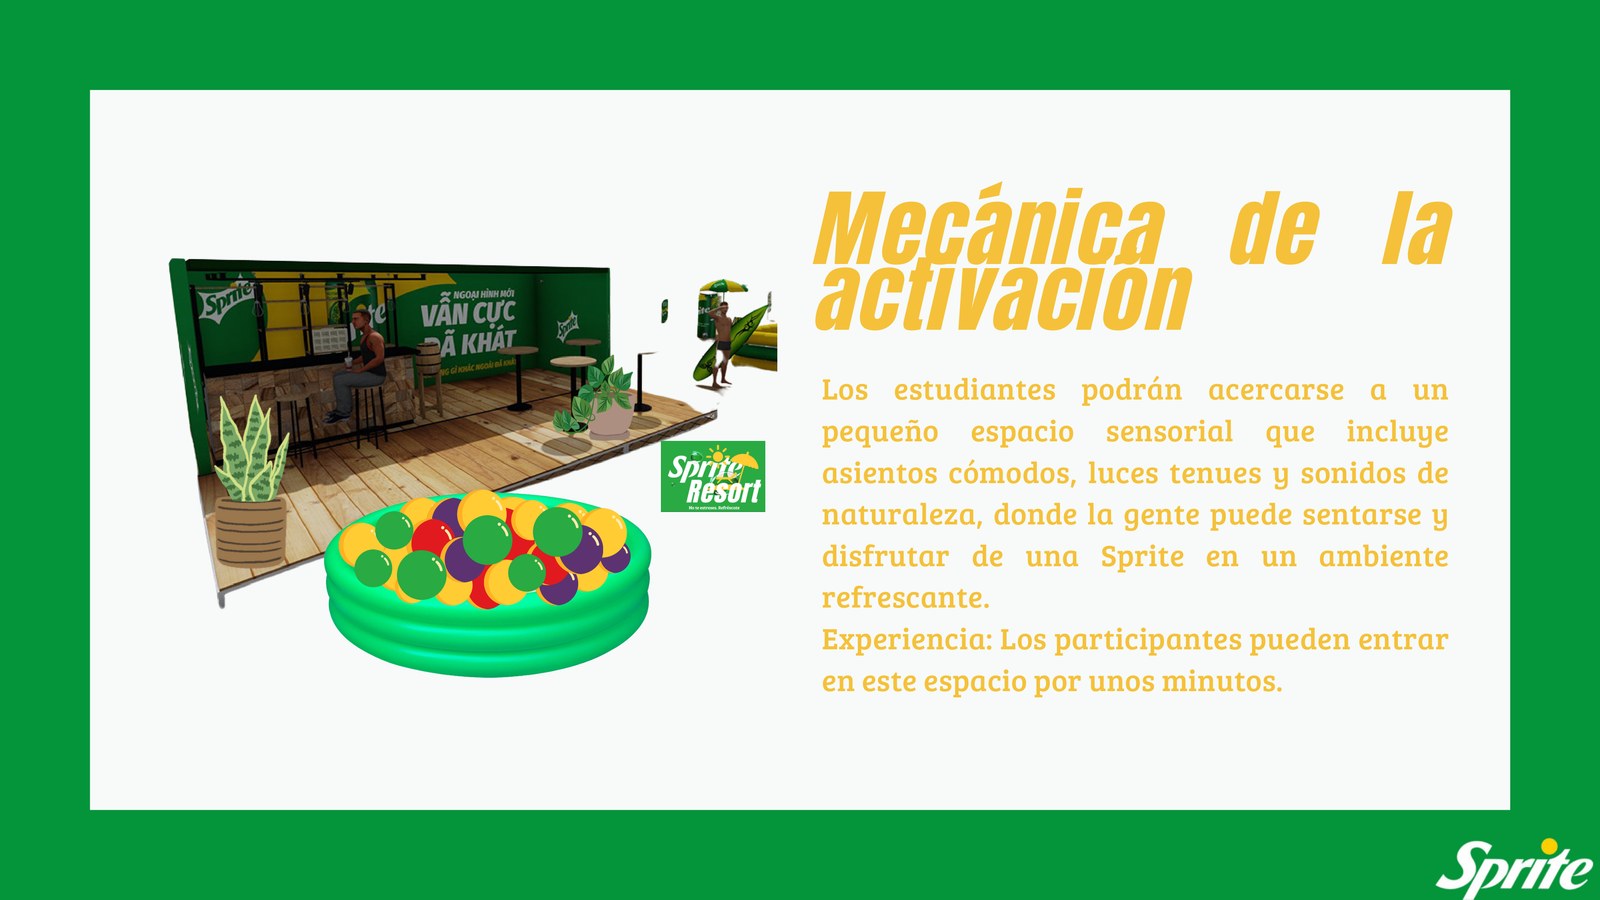 Mecánica de la
activación
Los estudiantes podrán acercarse a un
pequeño espacio sensorial que incluye
asientos cómodos, luces tenues y sonidos de
naturaleza, donde la gente puede sentarse y
disfrutar de una Sprite en un ambiente
refrescante.
Experiencia: Los participantes pueden entrar
en este espacio por unos minutos.
Sprite
NGOẠI HÌNH MỚI
VẪN CỰC
ĐÃ KHÁT
Sprite
Sprite
Resort
Sprite